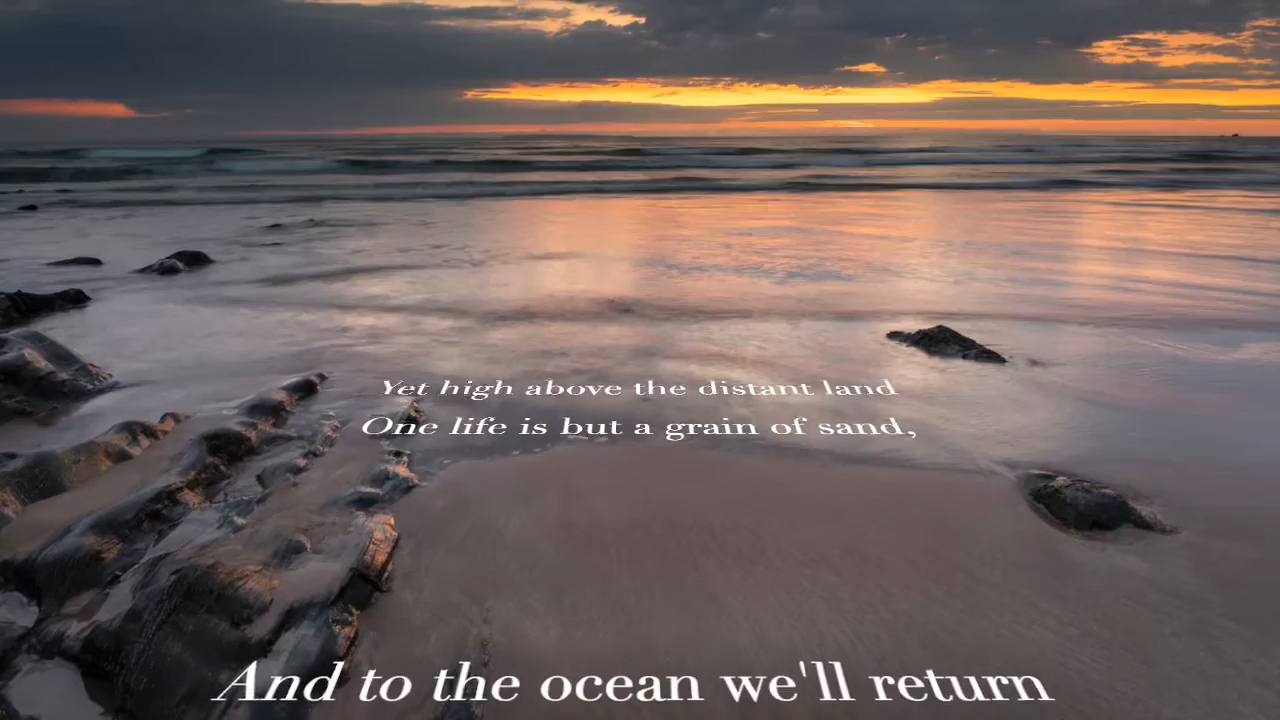 Yet high above the distant land
One life is but a grain of sand,
And to the ocean we'll return